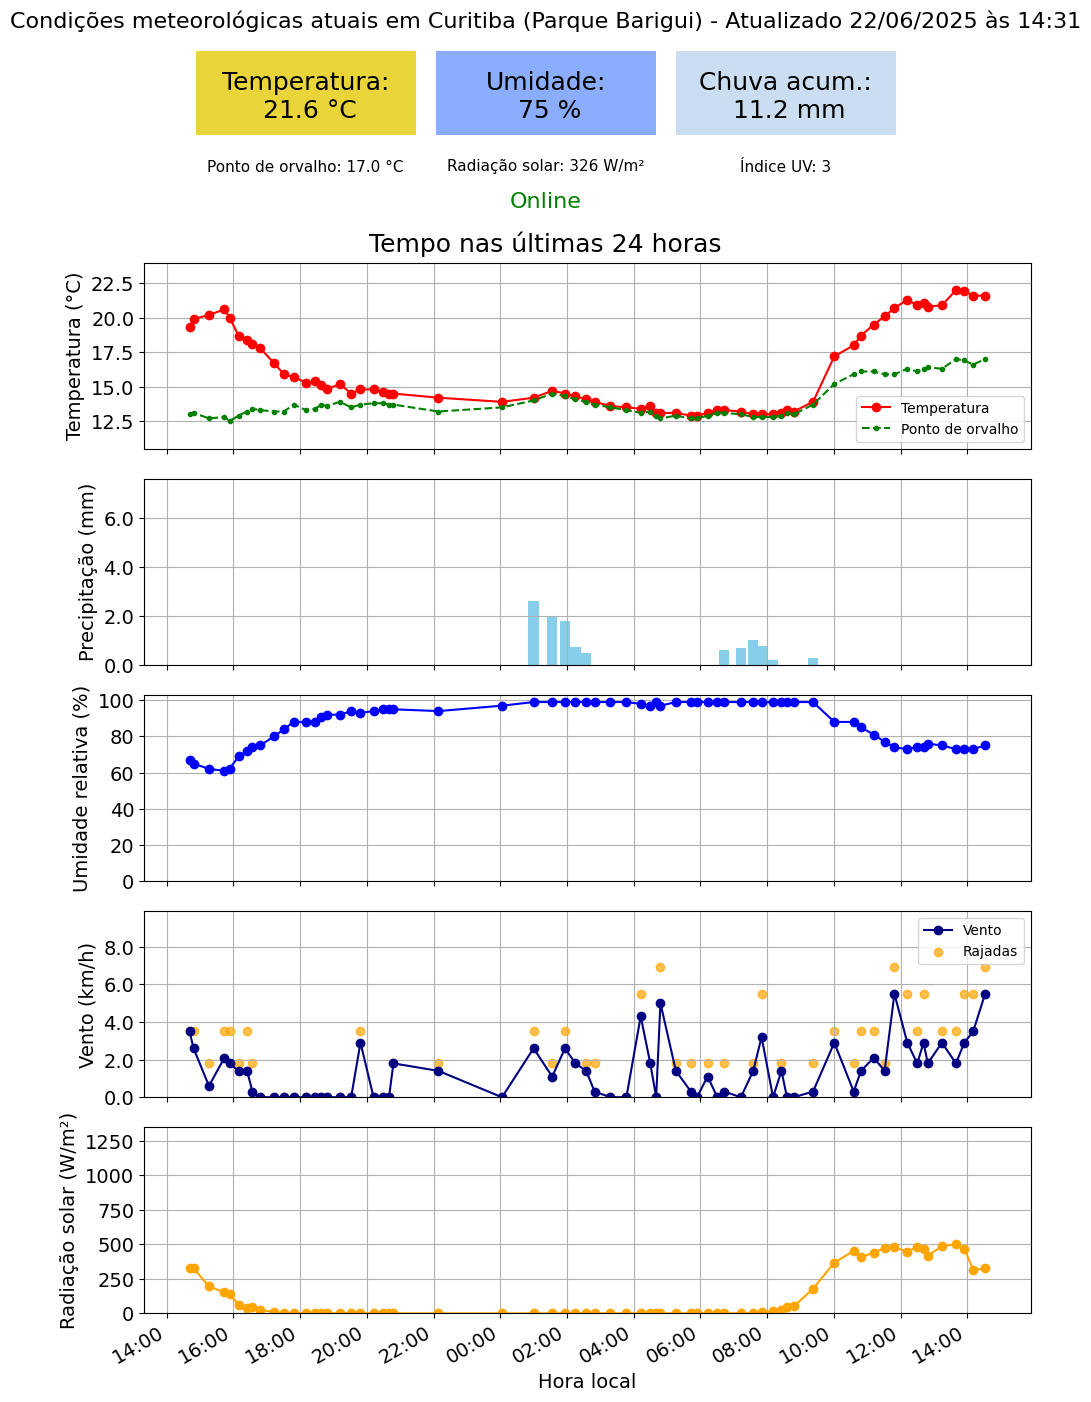 Condições meteorológicas atuais em Curitiba (Parque Barigui) - Atualizado 22/06/2025 às 14:31
Temperatura:
21.6 °C
Umidade:
75 %
Chuva acum.:
11.2 mm
Ponto de orvalho: 17.0 °C
Radiação solar: 326 W/m²
Índice UV: 3
Online
Tempo nas últimas 24 horas
Temperatura (°C)
22.5
20.0
17.5
15.0
12.5
Temperatura
Ponto de orvalho
Precipitação (mm)
6.0
4.0
2.0
0.0
Umidade relativa (%)
100
80
60
40
20
0
Vento (km/h)
8.0
6.0
4.0
2.0
0.0
Vento
Rajadas
Radiação solar (W/m²)
1250
1000
750
500
250
0
14:00
16:00
18:00
20:00
22:00
00:00
02:00
04:00
06:00
08:00
10:00
12:00
14:00
Hora local